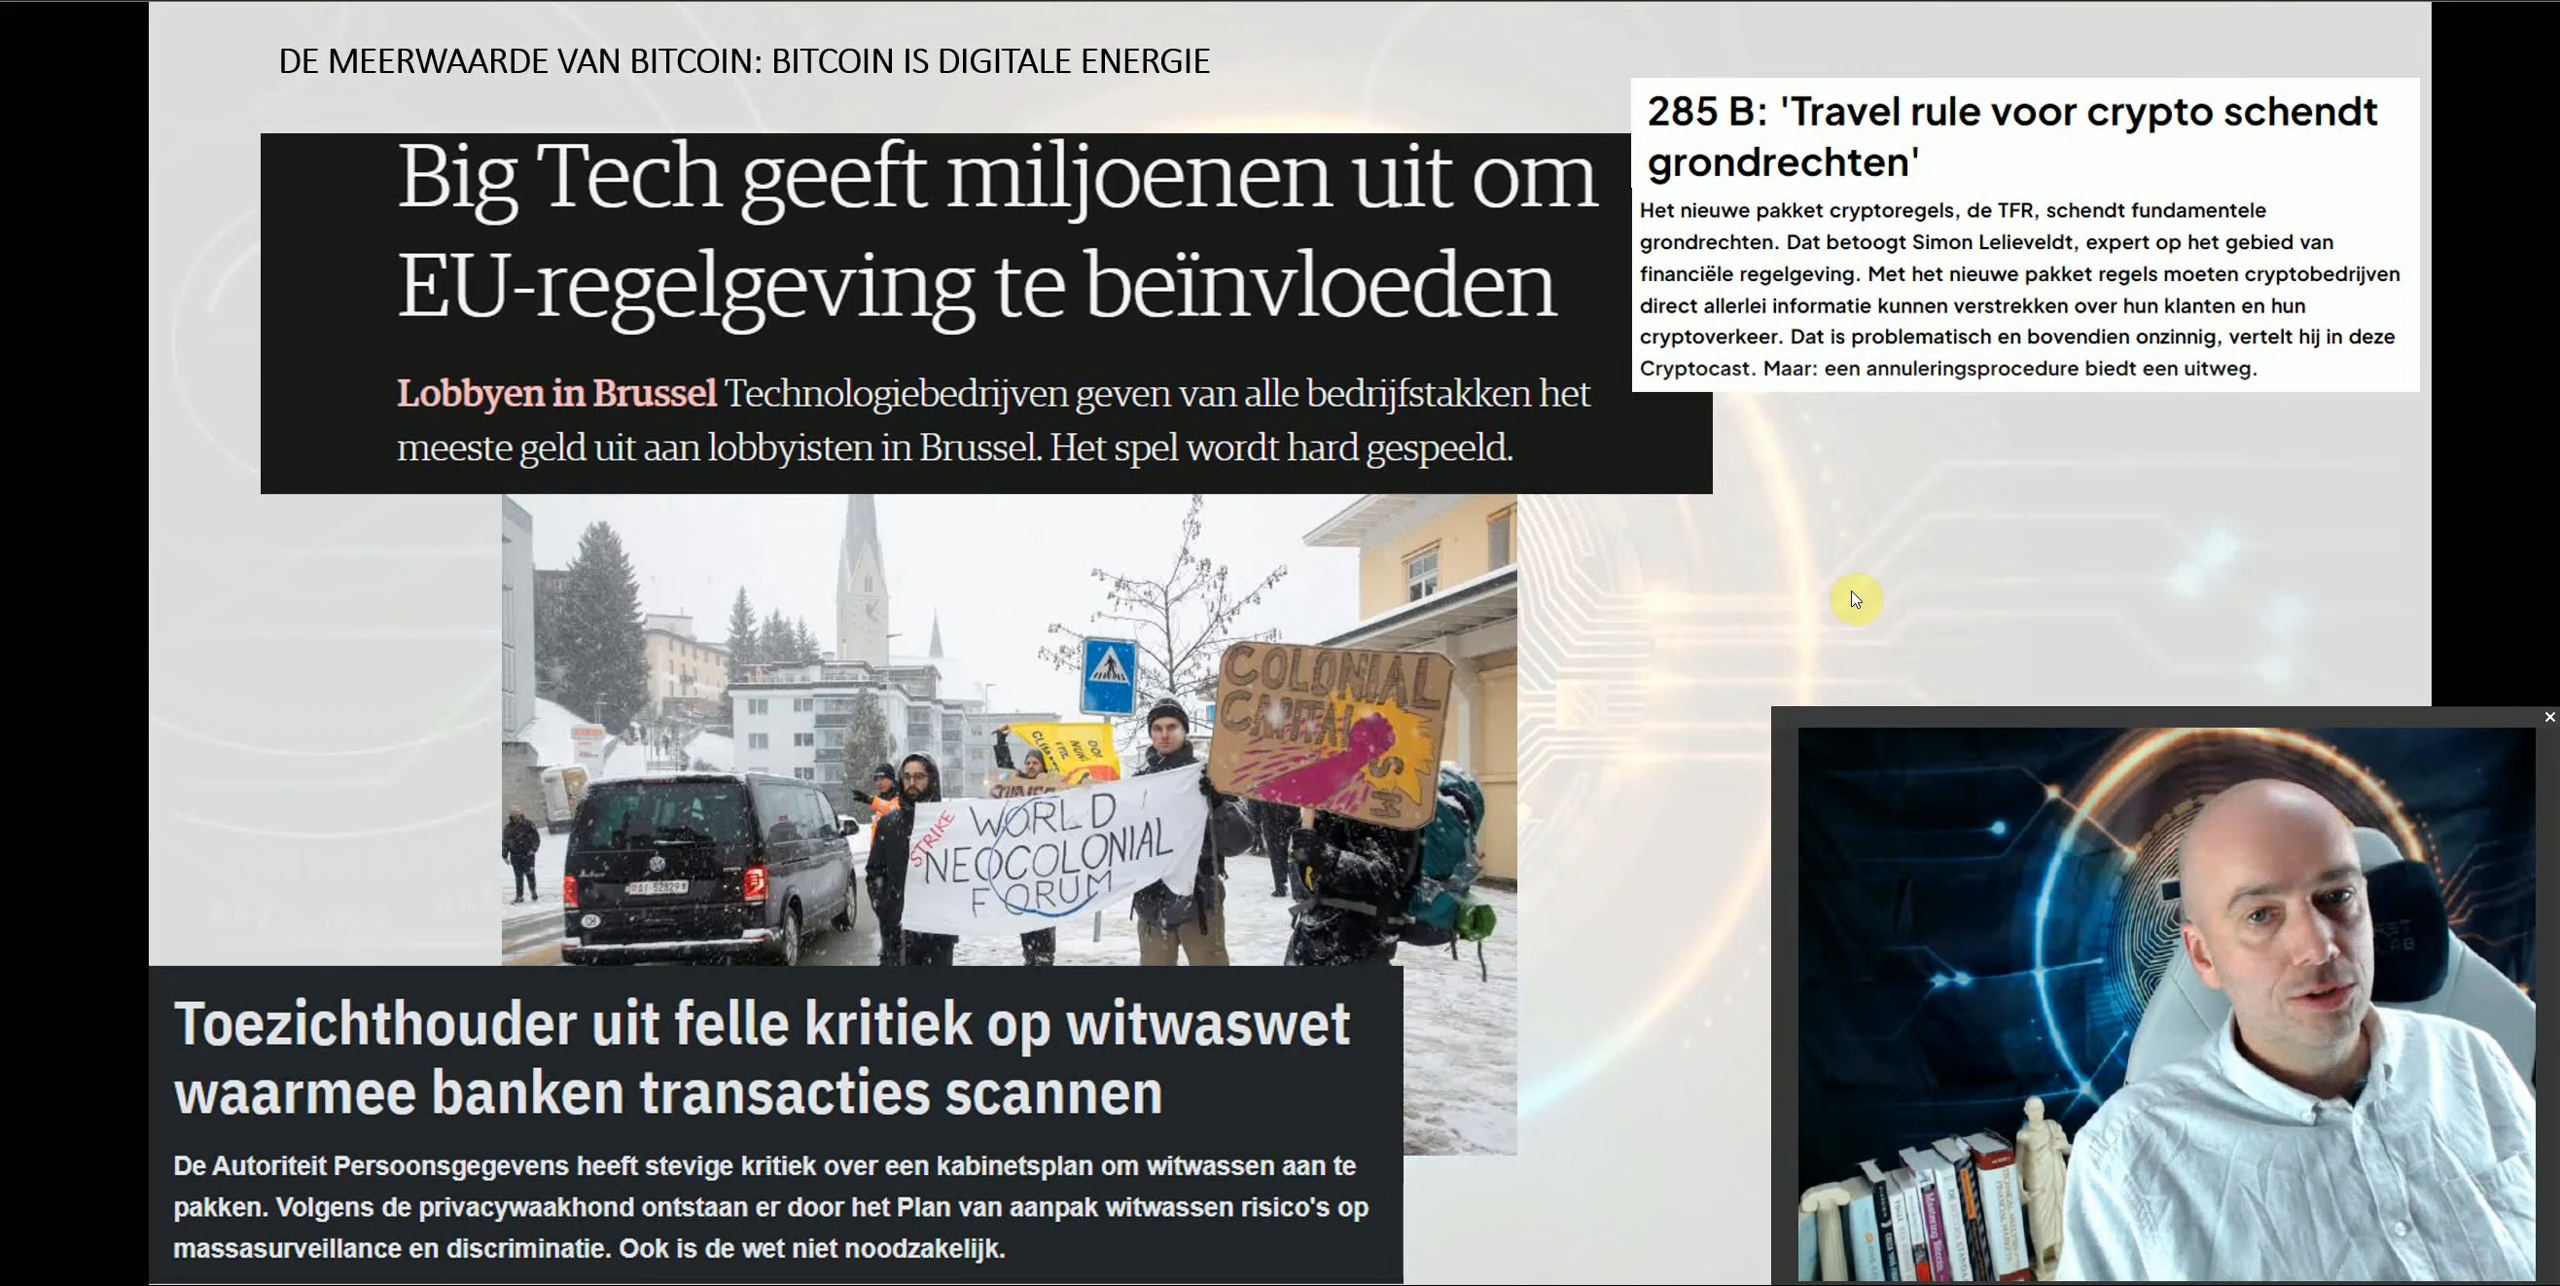 DE MEERWAARDE VAN BITCOIN: BITCOIN IS DIGITALE ENERGIE
Big Tech geeft miljoenen uit om
EU-regelgeving te beïnvloeden
Lobbyen in Brussel Technologiebedrijven geven van alle bedrijfstakken het
meeste geld uit aan lobbyisten in Brussel. Het spel wordt hard gespeeld.
285 B: 'Travel rule voor crypto schendt
grondrechten'
Het nieuwe pakket cryptoregels, de TFR, schendt fundamentele
grondrechten. Dat betoogt Simon Lelieveldt, expert op het gebied van
financiële regelgeving. Met het nieuwe pakket regels moeten cryptobedrijven
direct allerlei informatie kunnen verstrekken over hun klanten en hun
cryptoverkeer. Dat is problematisch en bovendien onzinnig, vertelt hij in deze
Cryptocast. Maar: een annuleringsprocedure biedt een uitweg.
COLONIAL
CAPITALISM
STRIKE
WORLD
NEOCOLONIAL
FORUM
AI 52829
CH
Toezichthouder uit felle kritiek op witwaswet
waarmee banken transacties scannen
De Autoriteit Persoonsgegevens heeft stevige kritiek over een kabinetsplan om witwassen aan te
pakken. Volgens de privacywaakhond ontstaan er door het Plan van aanpak witwassen risico's op
massasurveillance en discriminatie. Ook is de wet niet noodzakelijk.